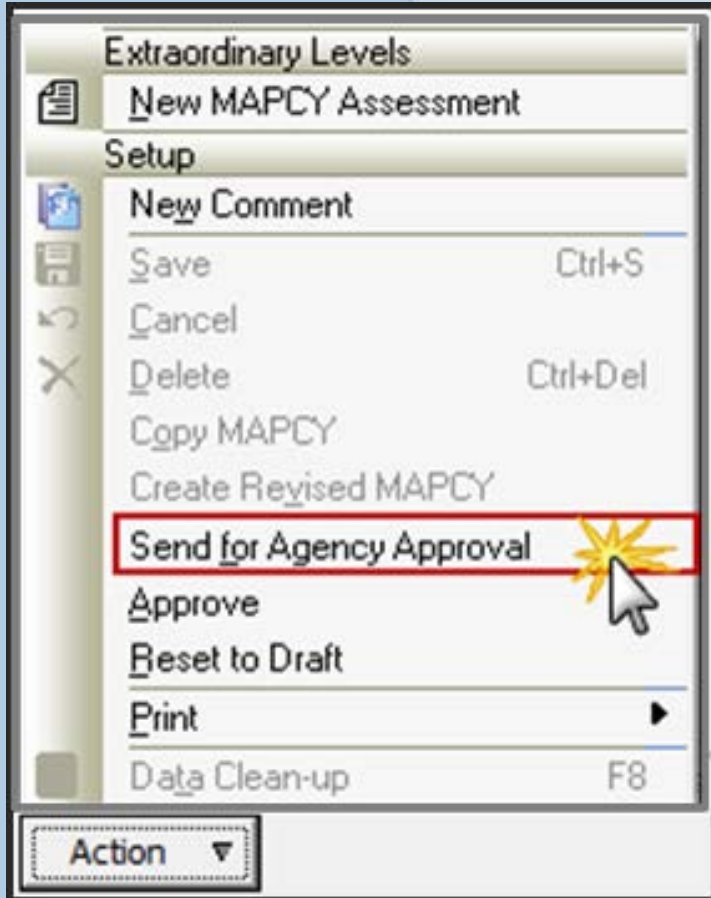 Extraordinary Levels
New MAPCY Assessment
Setup
New Comment
Save Ctrl+S
Cancel
Delete Ctrl+Del
Copy MAPCY
Create Revised MAPCY
Send for Agency Approval
Approve
Reset to Draft
Print
Data Clean-up F8
Action